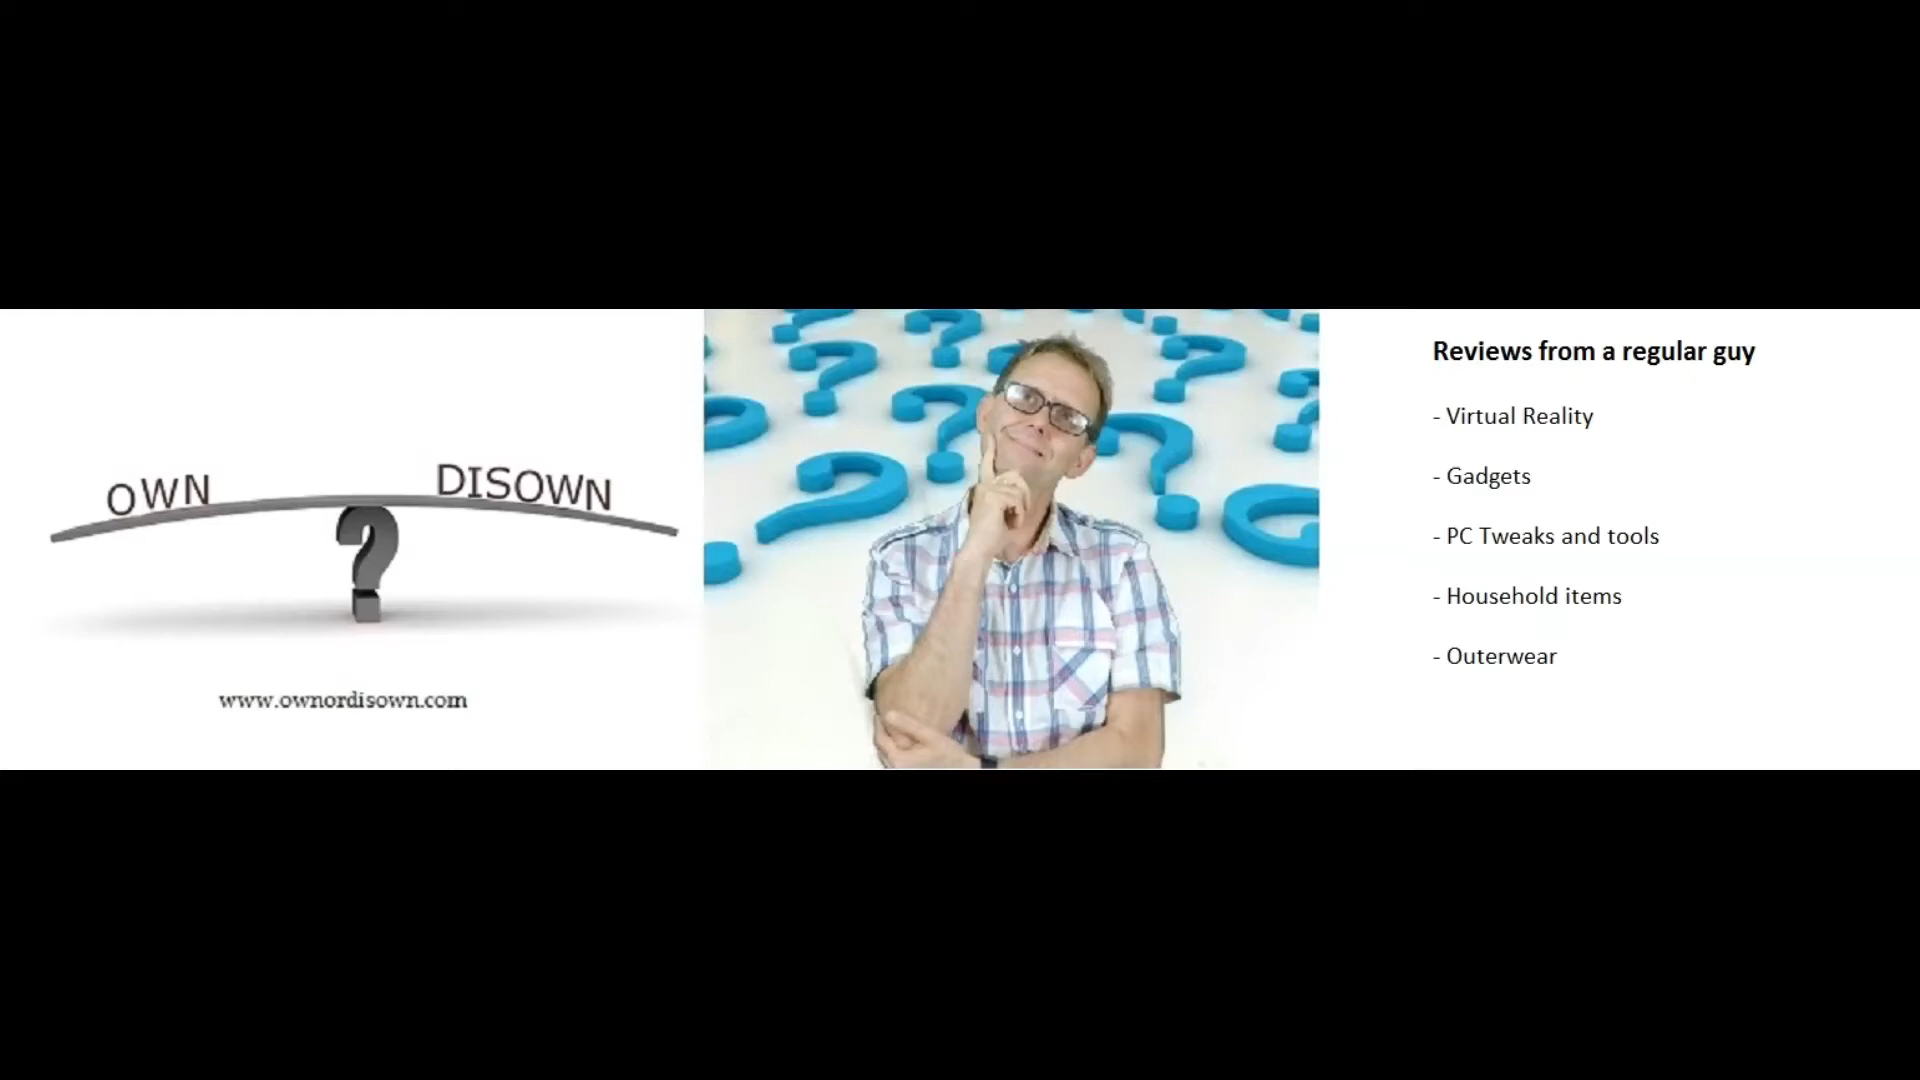 OWN
DISOWN
www.ownordisown.com
Reviews from a regular guy
- Virtual Reality
- Gadgets
- PC Tweaks and tools
- Household items
- Outerwear